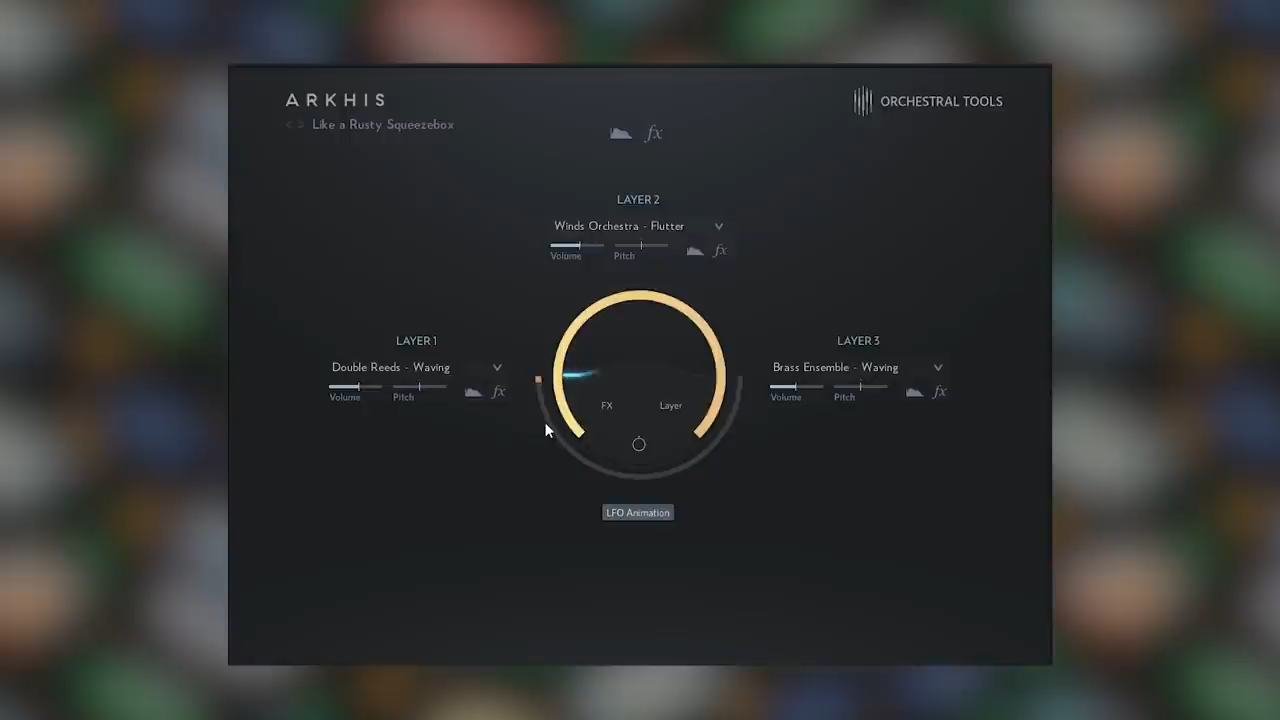 ARKHIS
ORCHESTRAL TOOLS
< > Like a Rusty Squeezebox
fx
LAYER 2
Winds Orchestra - Flutter
Volume
Pitch
fx
LAYER 1
Double Reeds - Waving
Volume
Pitch
fx
LAYER 3
Brass Ensemble - Waving
Volume
Pitch
fx
FX
Layer
LFO Animation